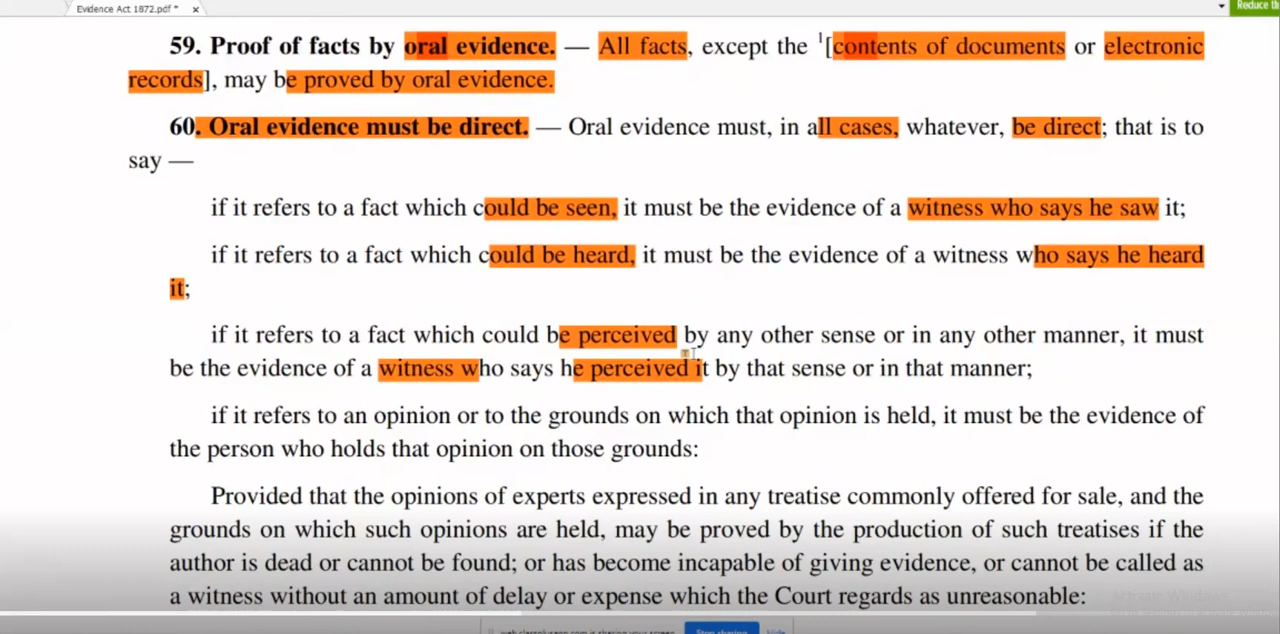 Evidence Act 1872.pdf * x
Reduce th
59. Proof of facts by oral evidence. — All facts, except the ¹[contents of documents or electronic
records], may be proved by oral evidence.
60. Oral evidence must be direct. — Oral evidence must, in all cases, whatever, be direct; that is to
say —
if it refers to a fact which could be seen, it must be the evidence of a witness who says he saw it;
if it refers to a fact which could be heard, it must be the evidence of a witness who says he heard
it;
if it refers to a fact which could be perceived by any other sense or in any other manner, it must
be the evidence of a witness who says he perceived it by that sense or in that manner;
if it refers to an opinion or to the grounds on which that opinion is held, it must be the evidence of
the person who holds that opinion on those grounds:
Provided that the opinions of experts expressed in any treatise commonly offered for sale, and the
grounds on which such opinions are held, may be proved by the production of such treatises if the
author is dead or cannot be found; or has become incapable of giving evidence, or cannot be called as
a witness without an amount of delay or expense which the Court regards as unreasonable:
Activate Windows
is sharing your screen. Stop sharing Hide